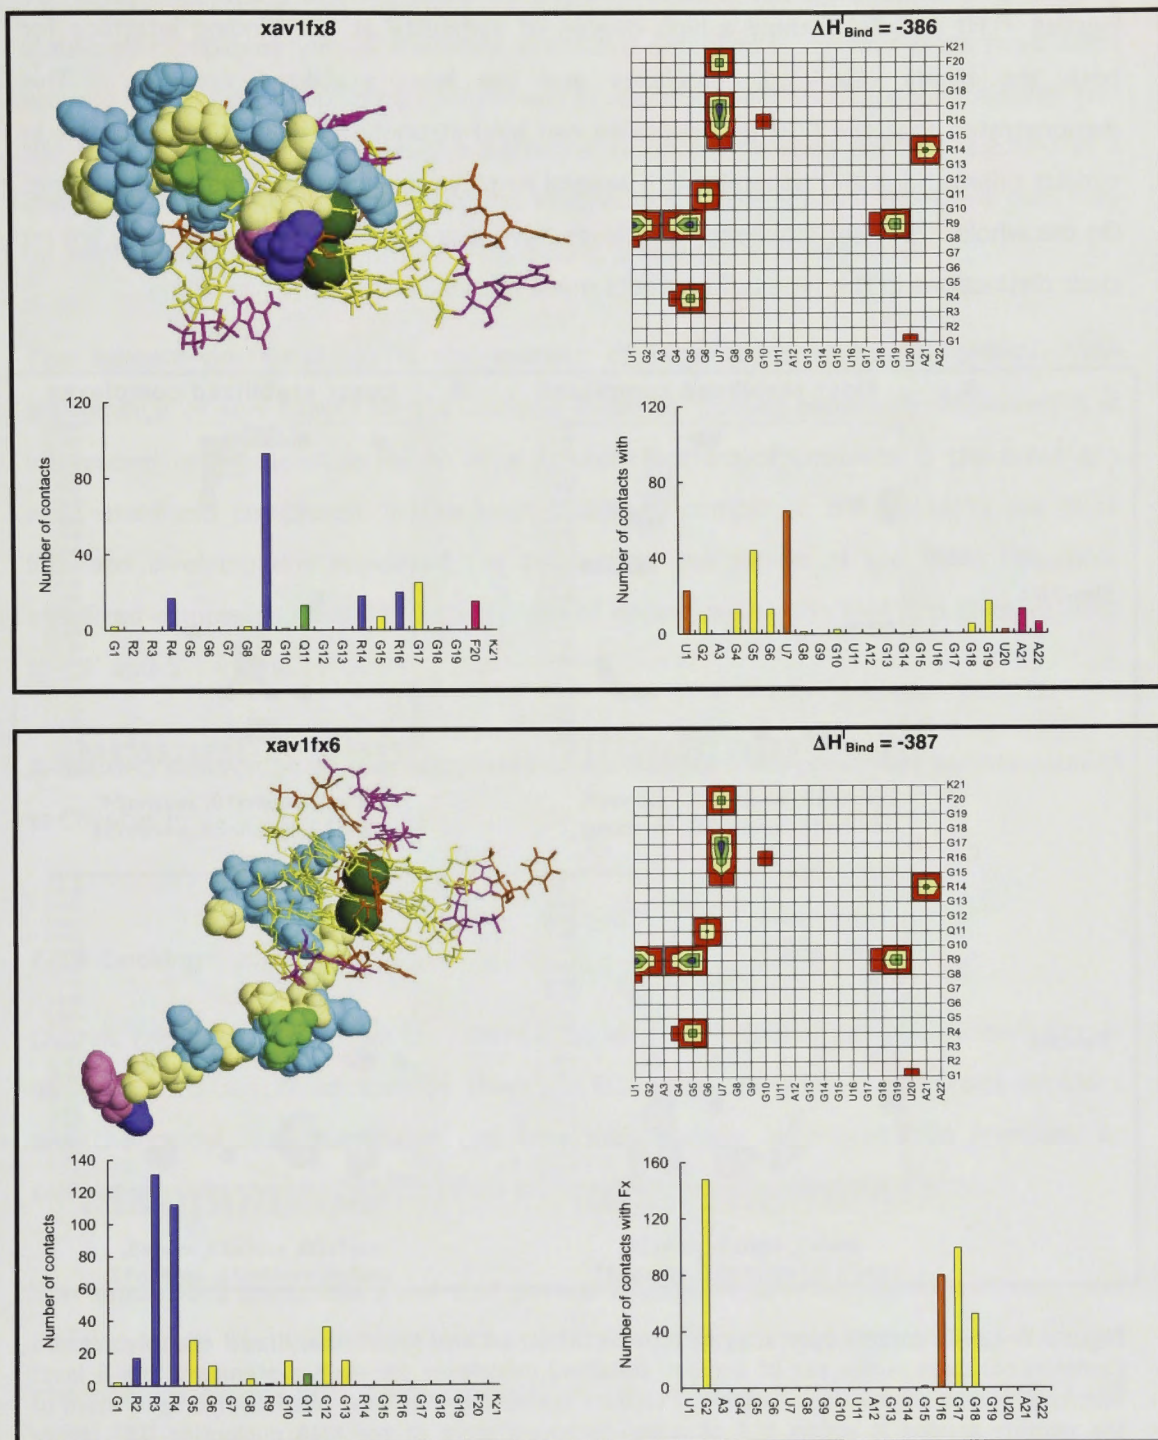 xav1fx8
ΔH^I_Bind = -386
K21
F20
G19
G18
G17
R16
G15
R14
G13
G12
Q11
G10
R9
G8
G7
G6
G5
R4
R3
R2
G1
U1 G2 A3 G4 G5 G6 U7 G8 G9 G10 U11 A12 G13 G14 G15 U16 G17 G18 G19 U20 A21 A22
Number of contacts
120
80
40
0
G1 R2 R3 R4 G5 G6 G7 G8 R9 G10 Q11 G12 G13 R14 G15 R16 G17 G18 G19 F20 K21
Number of contacts with
120
80
40
0
U1 G2 A3 G4 G5 G6 U7 G8 G9 G10 U11 A12 G13 G14 G15 U16 G17 G18 G19 U20 A21 A22
xav1fx6
ΔH^I_Bind = -387
K21
F20
G19
G18
G17
R16
G15
R14
G13
G12
Q11
G10
R9
G8
G7
G6
G5
R4
R3
R2
G1
U1 G2 A3 G4 G5 G6 U7 G8 G9 G10 U11 A12 G13 G14 G15 U16 G17 G18 G19 U20 A21 A22
Number of contacts
140
120
100
80
60
40
20
0
G1 R2 R3 R4 G5 G6 G7 G8 R9 G10 Q11 G12 G13 R14 G15 R16 G17 G18 G19 F20 K21
Number of contacts with Fx
160
120
80
40
0
U1 G2 A3 G4 G5 G6 U7 G8 G9 G10 U11 A12 G13 G14 G15 U16 G17 G18 G19 U20 A21 A22